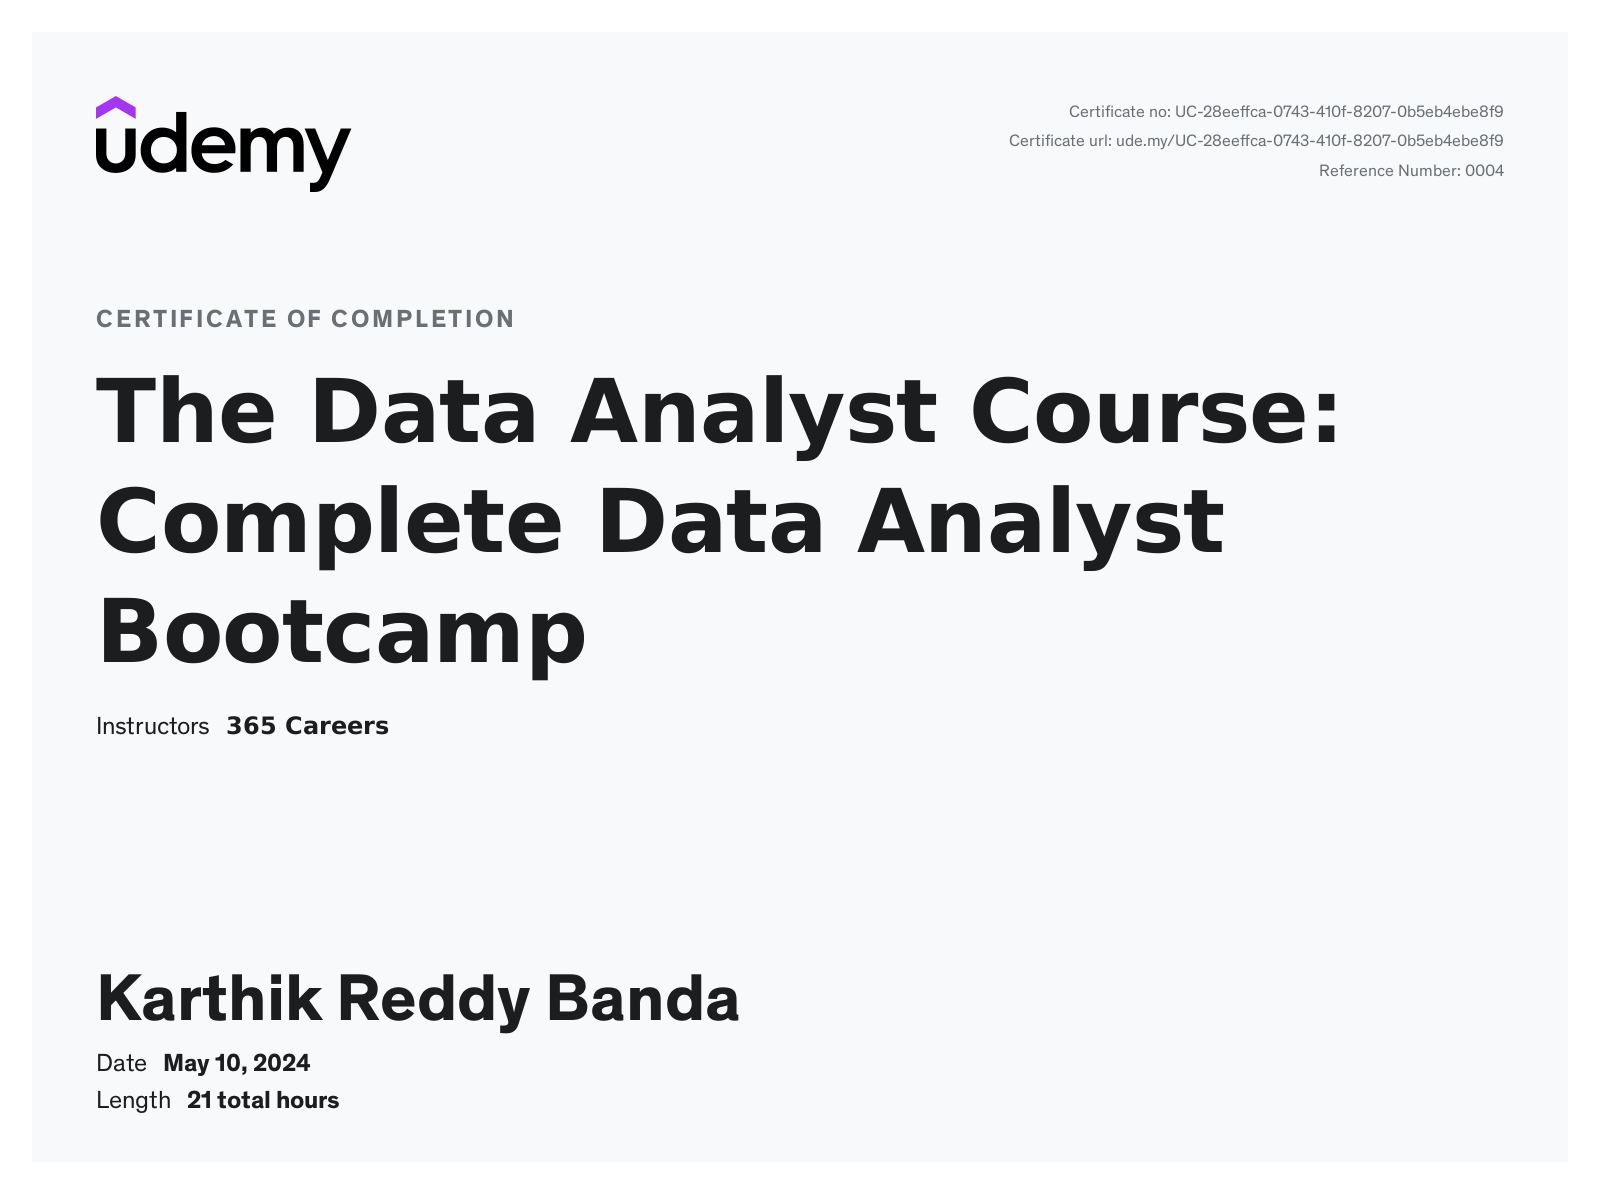 udemy
Certificate no: UC-28eeffca-0743-410f-8207-0b5eb4ebe8f9
Certificate url: ude.my/UC-28eeffca-0743-410f-8207-0b5eb4ebe8f9
Reference Number: 0004
CERTIFICATE OF COMPLETION
The Data Analyst Course:
Complete Data Analyst
Bootcamp
Instructors 365 Careers
Karthik Reddy Banda
Date May 10, 2024
Length 21 total hours